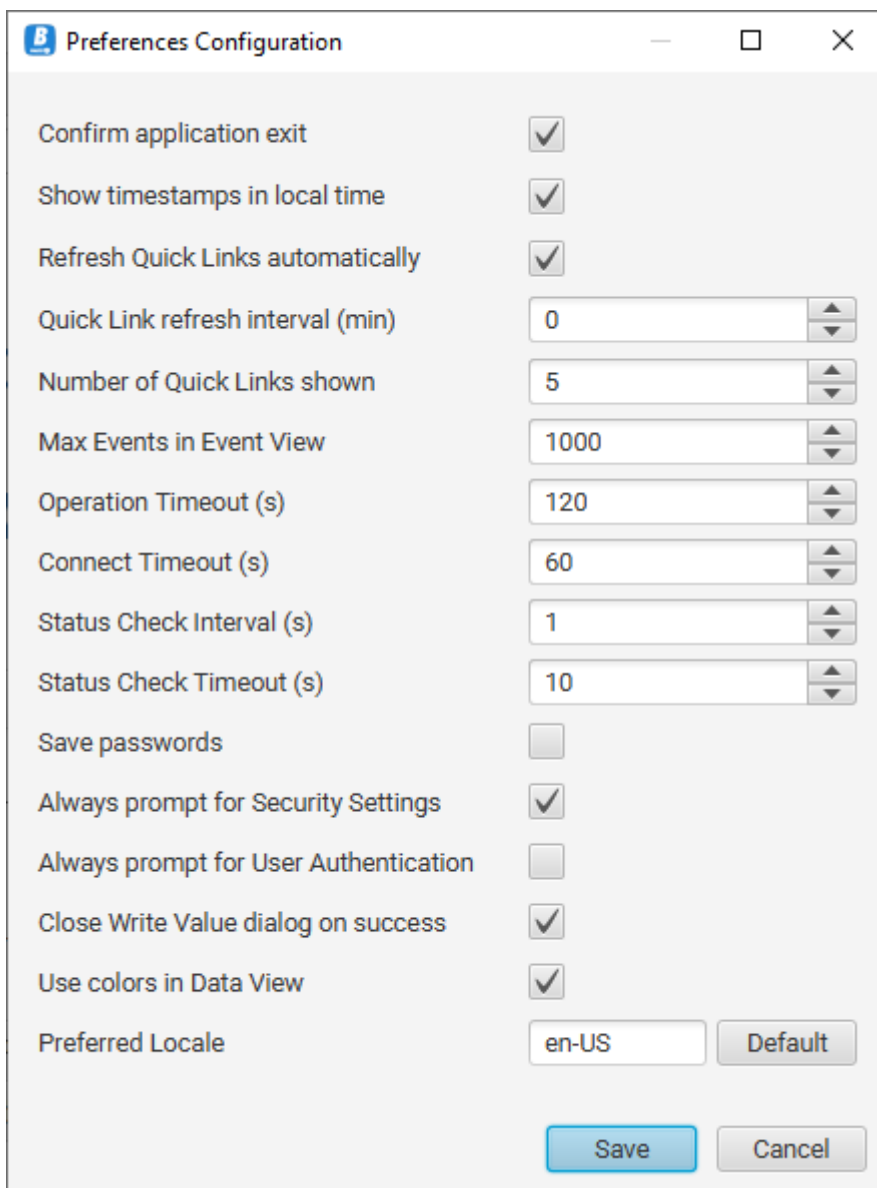 B Preferences Configuration
Confirm application exit
Show timestamps in local time
Refresh Quick Links automatically
Quick Link refresh interval (min) 0
Number of Quick Links shown 5
Max Events in Event View 1000
Operation Timeout (s) 120
Connect Timeout (s) 60
Status Check Interval (s) 1
Status Check Timeout (s) 10
Save passwords
Always prompt for Security Settings
Always prompt for User Authentication
Close Write Value dialog on success
Use colors in Data View
Preferred Locale en-US Default
Save Cancel